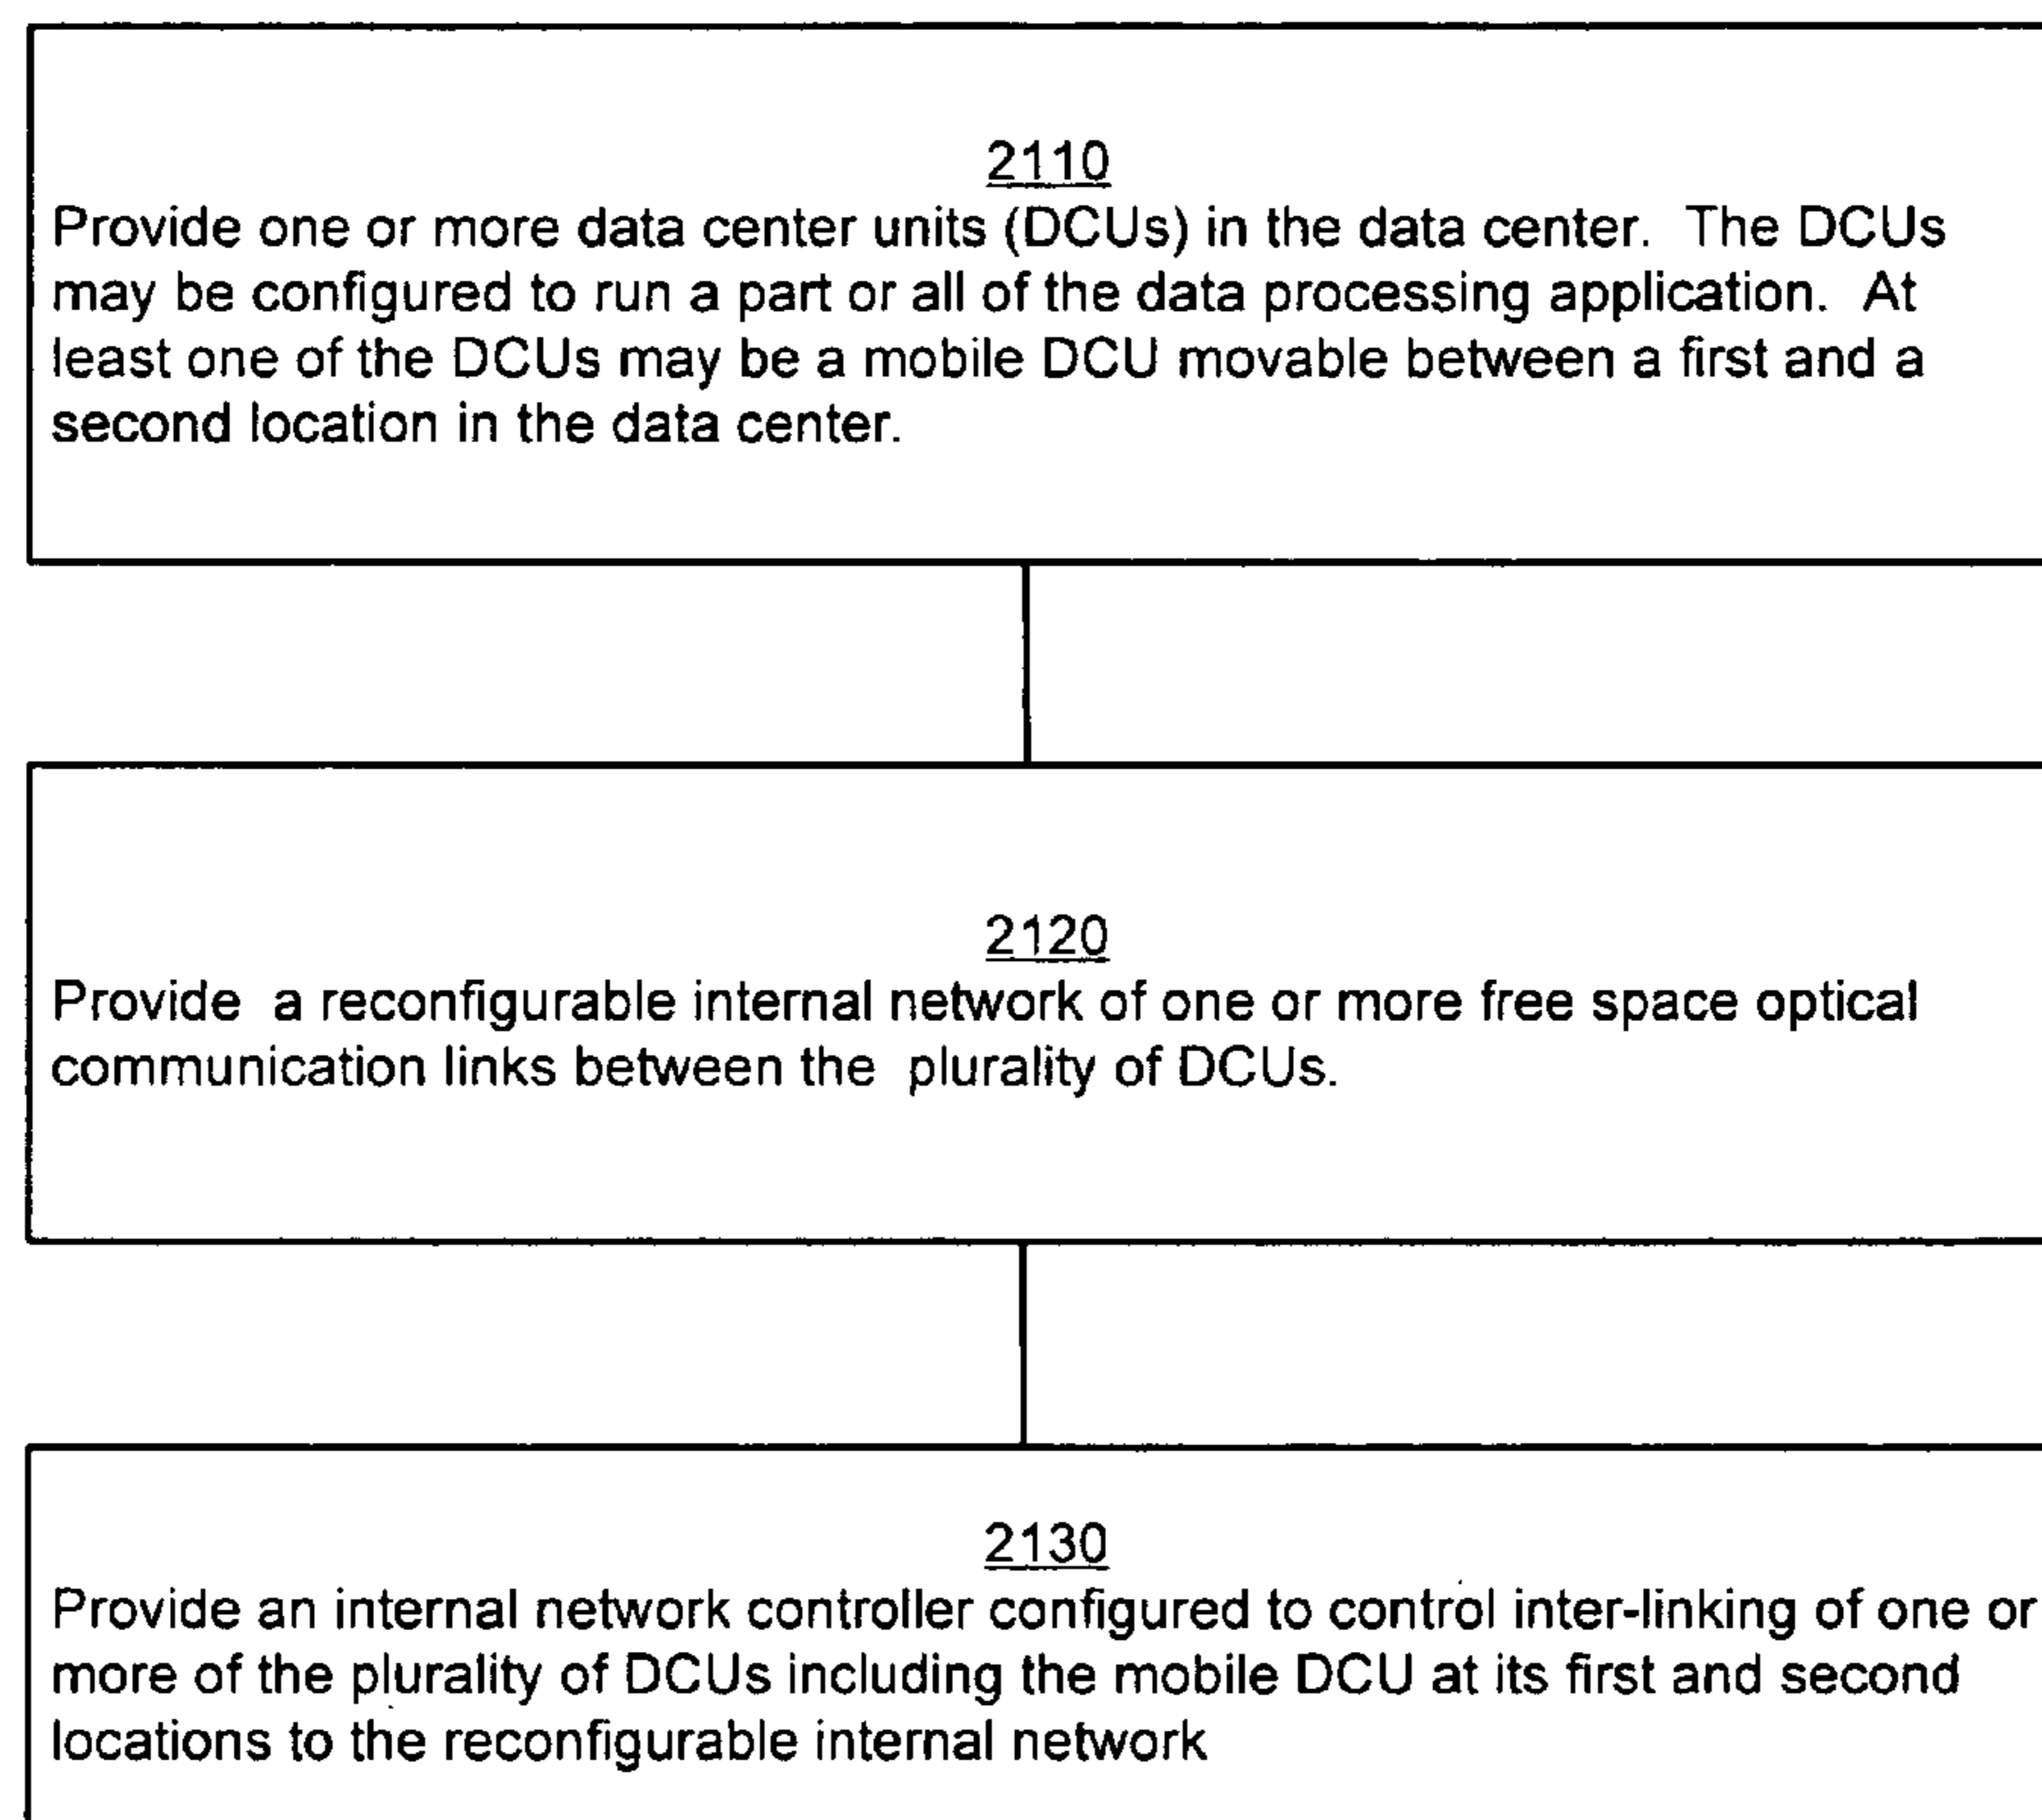 2110
Provide one or more data center units (DCUs) in the data center. The DCUs
may be configured to run a part or all of the data processing application. At
least one of the DCUs may be a mobile DCU movable between a first and a
second location in the data center.
2120
Provide a reconfigurable internal network of one or more free space optical
communication links between the plurality of DCUs.
2130
Provide an internal network controller configured to control inter-linking of one or
more of the plurality of DCUs including the mobile DCU at its first and second
locations to the reconfigurable internal network